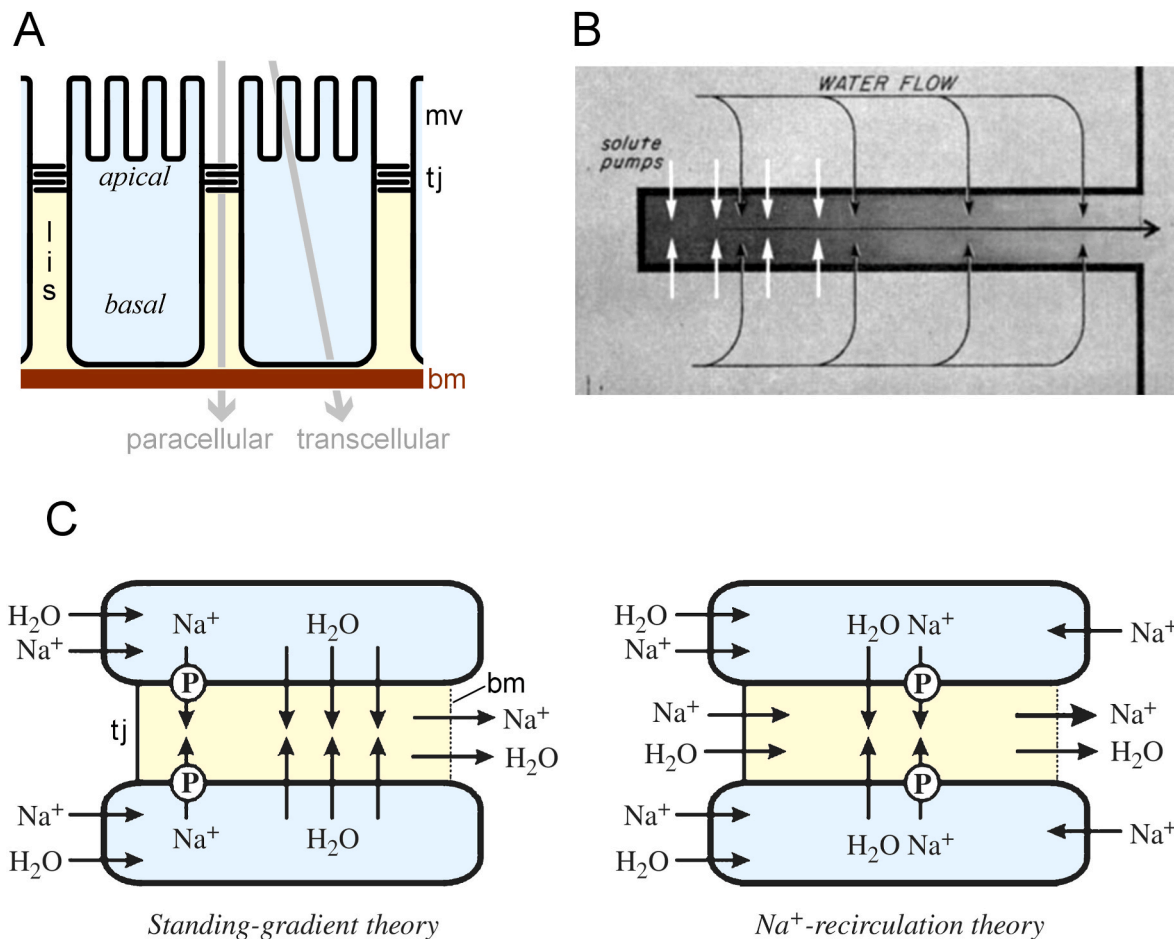 A
mv
apical
tj
l
i
s
basal
bm
paracellular transcellular
B
WATER FLOW
solute
pumps
C
H₂O
Na⁺ H₂O
Na⁺
P
bm
tj
Na⁺
H₂O
P
Na⁺
Na⁺ H₂O
H₂O
Standing-gradient theory
H₂O
H₂O Na⁺
Na⁺
Na⁺
P
Na⁺
Na⁺
H₂O
H₂O
P
Na⁺
Na⁺
H₂O Na⁺
H₂O
Na⁺-recirculation theory